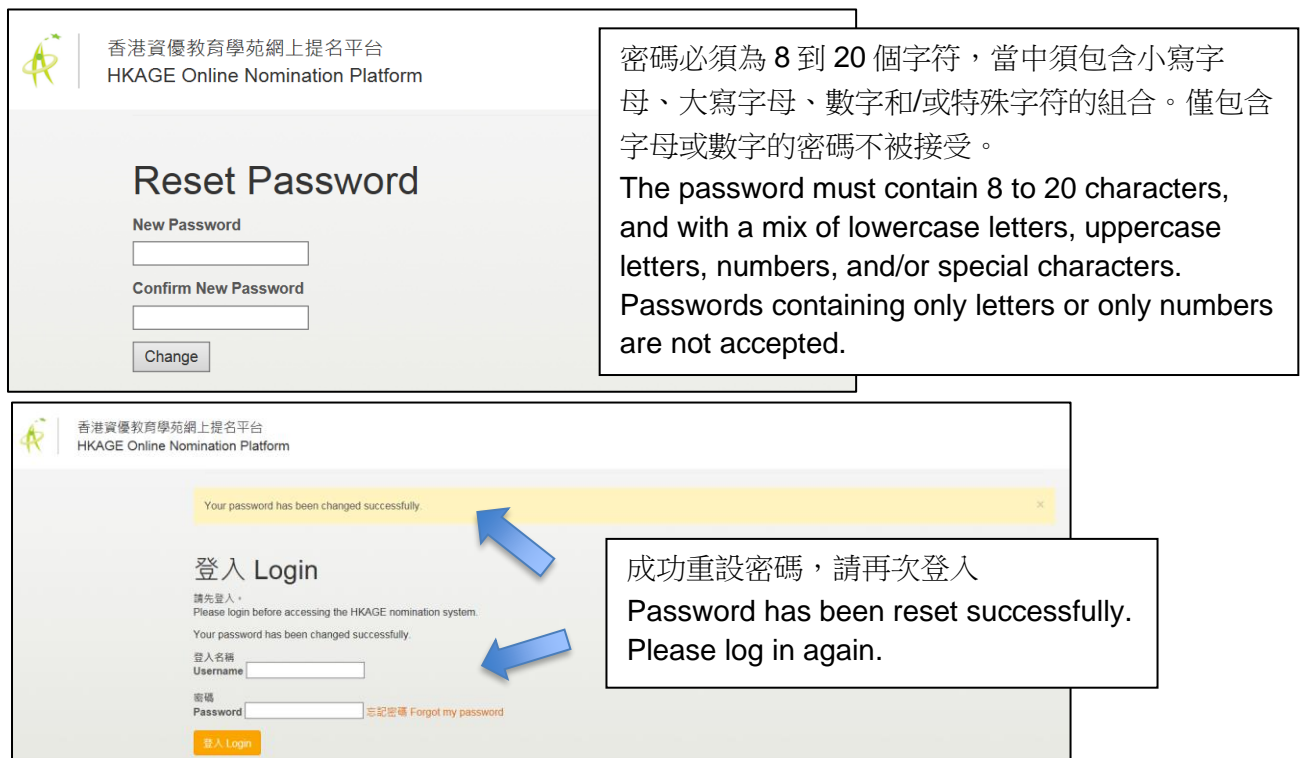 香港資優教育學苑網上提名平台
HKAGE Online Nomination Platform
Reset Password
New Password
Confirm New Password
Change
密碼必須為 8 到 20 個字符，當中須包含小寫字
母、大寫字母、數字和/或特殊字符的組合。僅包含
字母或數字的密碼不被接受。
The password must contain 8 to 20 characters,
and with a mix of lowercase letters, uppercase
letters, numbers, and/or special characters.
Passwords containing only letters or only numbers
are not accepted.
香港資優教育學苑網上提名平台
HKAGE Online Nomination Platform
Your password has been changed successfully.
×
登入 Login
請先登入。
Please login before accessing the HKAGE nomination system.
Your password has been changed successfully.
登入名稱
Username
密碼
Password 忘記密碼 Forgot my password
登入 Login
成功重設密碼，請再次登入
Password has been reset successfully.
Please log in again.